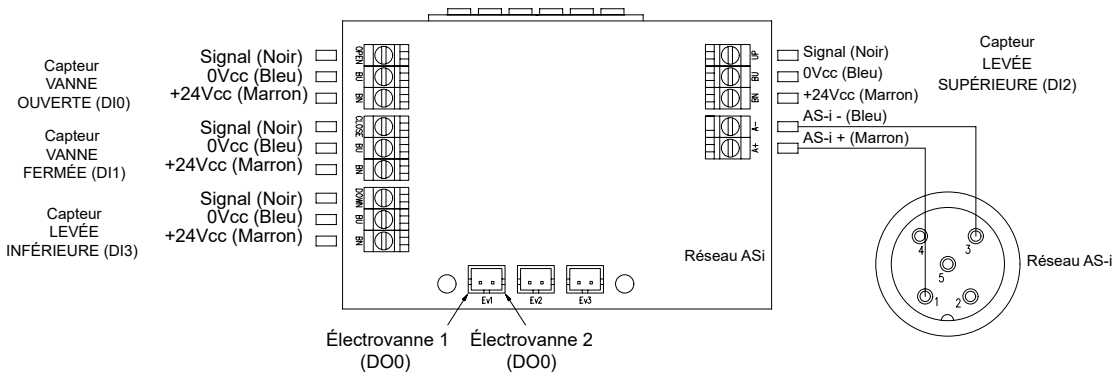 Capteur
VANNE
OUVERTE (DI0)
Signal (Noir)
0Vcc (Bleu)
+24Vcc (Marron)
OPEN
BU
BN
Capteur
VANNE
FERMÉE (DI1)
Signal (Noir)
0Vcc (Bleu)
+24Vcc (Marron)
CLOSE
BU
BN
Capteur
LEVÉE
INFÉRIEURE (DI3)
Signal (Noir)
0Vcc (Bleu)
+24Vcc (Marron)
DOWN
BU
BN
UP
BU
BN
A-
A+
Signal (Noir)
0Vcc (Bleu)
+24Vcc (Marron)
AS-i - (Bleu)
AS-i + (Marron)
Capteur
LEVÉE
SUPÉRIEURE (DI2)
Réseau ASi
4
3
5
1
2
Réseau AS-i
Ev1
Ev2
Ev3
Électrovanne 1
(DO0)
Électrovanne 2
(DO0)